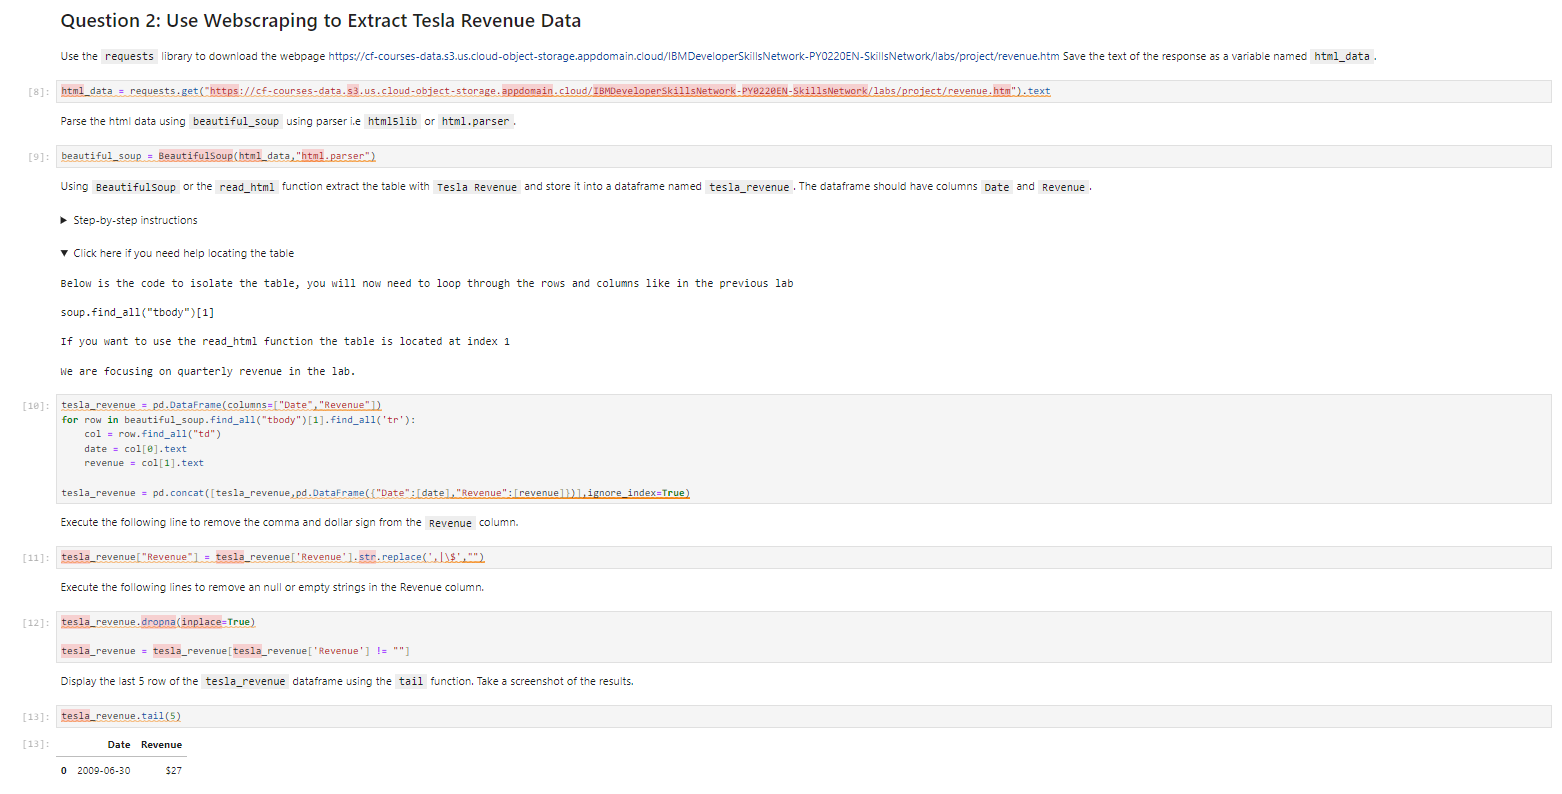 Question 2: Use Webscraping to Extract Tesla Revenue Data
Use the requests library to download the webpage https://cf-courses-data.s3.us.cloud-object-storage.appdomain.cloud/IBMDeveloperSkillsNetwork-PY0220EN-SkillsNetwork/labs/project/revenue.htm Save the text of the response as a variable named html_data .
[8]: html_data = requests.get("https://cf-courses-data.s3.us.cloud-object-storage.appdomain.cloud/IBMDeveloperSkillsNetwork-PY0220EN-SkillsNetwork/labs/project/revenue.htm").text
Parse the html data using beautiful_soup using parser i.e html5lib or html.parser .
[9]: beautiful_soup = BeautifulSoup(html_data,"html.parser")
Using BeautifulSoup or the read_html function extract the table with Tesla Revenue and store it into a dataframe named tesla_revenue . The dataframe should have columns Date and Revenue .
▶ Step-by-step instructions
▼ Click here if you need help locating the table
Below is the code to isolate the table, you will now need to loop through the rows and columns like in the previous lab
soup.find_all("tbody")[1]
If you want to use the read_html function the table is located at index 1
We are focusing on quarterly revenue in the lab.
[10]: tesla_revenue = pd.DataFrame(columns=["Date","Revenue"])
for row in beautiful_soup.find_all("tbody")[1].find_all('tr'):
    col = row.find_all("td")
    date = col[0].text
    revenue = col[1].text
tesla_revenue = pd.concat([tesla_revenue,pd.DataFrame({"Date":[date],"Revenue":[revenue]})],ignore_index=True)
Execute the following line to remove the comma and dollar sign from the Revenue column.
[11]: tesla_revenue["Revenue"] = tesla_revenue['Revenue'].str.replace(',|\$',"")
Execute the following lines to remove an null or empty strings in the Revenue column.
[12]: tesla_revenue.dropna(inplace=True)
tesla_revenue = tesla_revenue[tesla_revenue['Revenue'] != ""]
Display the last 5 row of the tesla_revenue dataframe using the tail function. Take a screenshot of the results.
[13]: tesla_revenue.tail(5)
[13]: Date Revenue
0 2009-06-30 $27